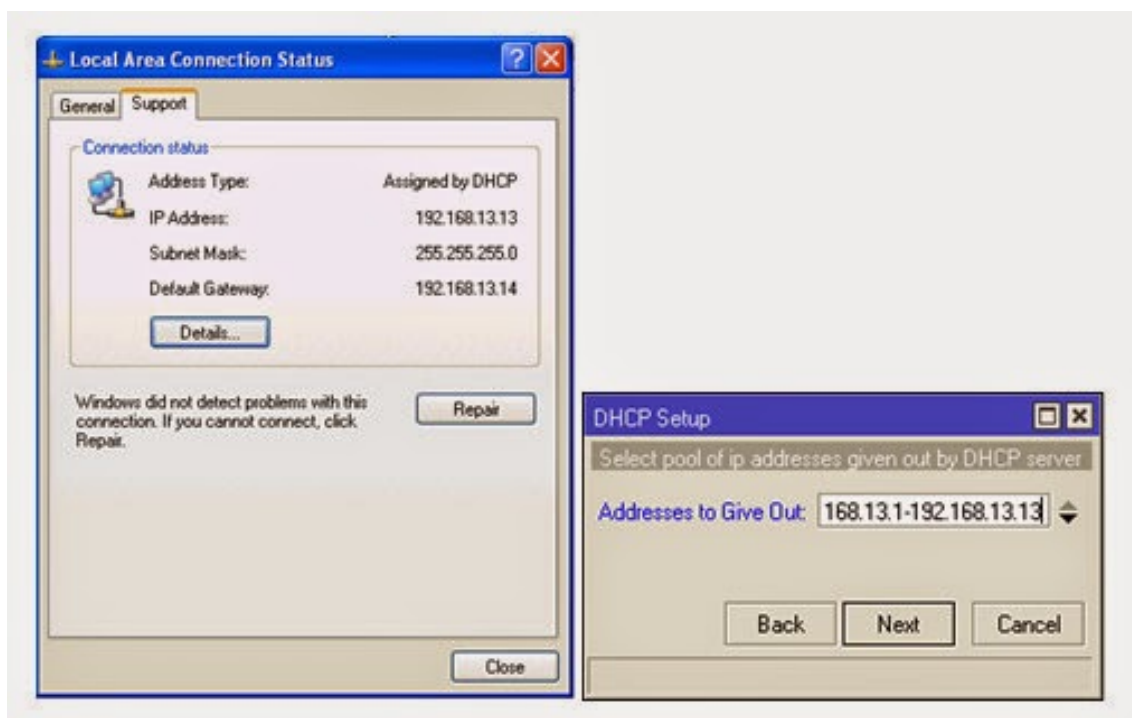 Local Area Connection Status
General Support
Connection status
Address Type: Assigned by DHCP
IP Address: 192.168.13.13
Subnet Mask: 255.255.255.0
Default Gateway: 192.168.13.14
Details...
Windows did not detect problems with this
connection. If you cannot connect, click
Repair.
Repair
Close
DHCP Setup
Select pool of ip addresses given out by DHCP server
Addresses to Give Out: 168.13.1-192.168.13.13
Back Next Cancel